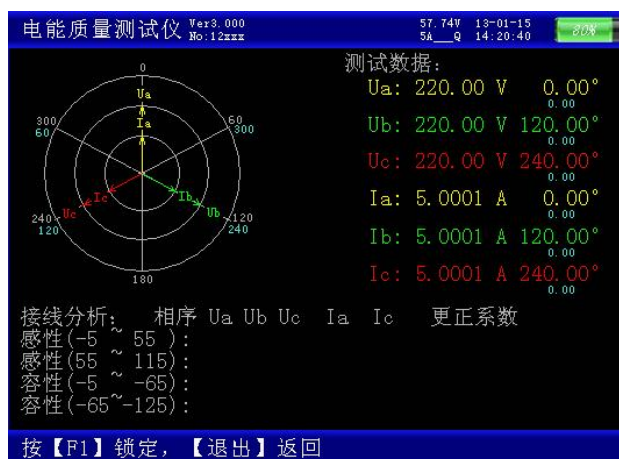 电能质量测试仪 Ver3.000 57.74V 13-01-15 80%
No:12xxx 5A__Q 14:20:40
测试数据:
0
Ua
Ia
300 60
60 300
Ic
Uc
Ib
Ub
240 120
120 240
180
Ua: 220.00 V 0.00°
0.00
Ub: 220.00 V 120.00°
0.00
Uc: 220.00 V 240.00°
0.00
Ia: 5.0001 A 0.00°
0.00
Ib: 5.0001 A 120.00°
0.00
Ic: 5.0001 A 240.00°
0.00
接线分析: 相序 Ua Ub Uc Ia Ic 更正系数
感性(-5 ~ 55 ):
感性(55 ~ 115):
容性(-5 ~ -65):
容性(-65~-125):
按【F1】锁定，【退出】返回